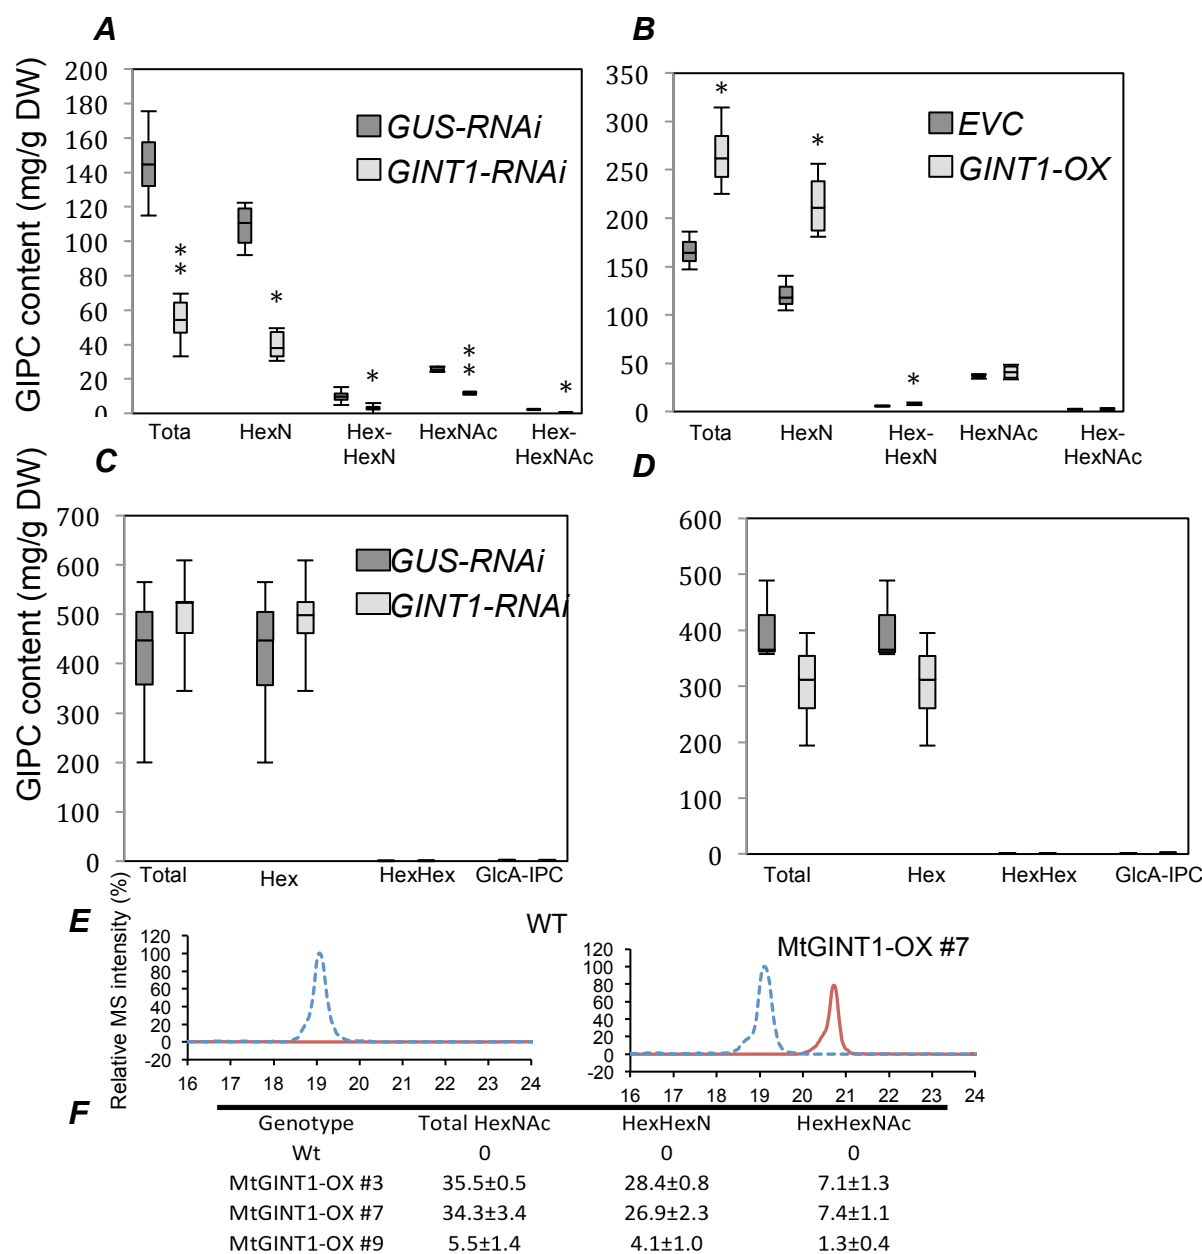 A
GIPC content (mg/g DW)
200
180
160
140
120
100
80
60
40
20
0
GUS-RNAi
GINT1-RNAi
*
*
*
*
*
*
*
Tota
HexN
Hex-
HexN
HexNAc
Hex-
HexNAc
B
350
300
250
200
150
100
50
0
EVC
GINT1-OX
*
*
*
Tota
HexN
Hex-
HexN
HexNAc
Hex-
HexNAc
C
GIPC content (mg/g DW)
700
600
500
400
300
200
100
0
GUS-RNAi
GINT1-RNAi
Total
Hex
HexHex
GlcA-IPC
D
600
500
400
300
200
100
0
Total
Hex
HexHex
GlcA-IPC
E
Relative MS intensity (%)
WT
120
100
80
60
40
20
0
-20
16 17 18 19 20 21 22 23 24
MtGINT1-OX #7
120
100
80
60
40
20
0
-20
16 17 18 19 20 21 22 23 24
F
Genotype Total HexNAc HexHexN HexHexNAc
Wt 0 0 0
MtGINT1-OX #3 35.5±0.5 28.4±0.8 7.1±1.3
MtGINT1-OX #7 34.3±3.4 26.9±2.3 7.4±1.1
MtGINT1-OX #9 5.5±1.4 4.1±1.0 1.3±0.4